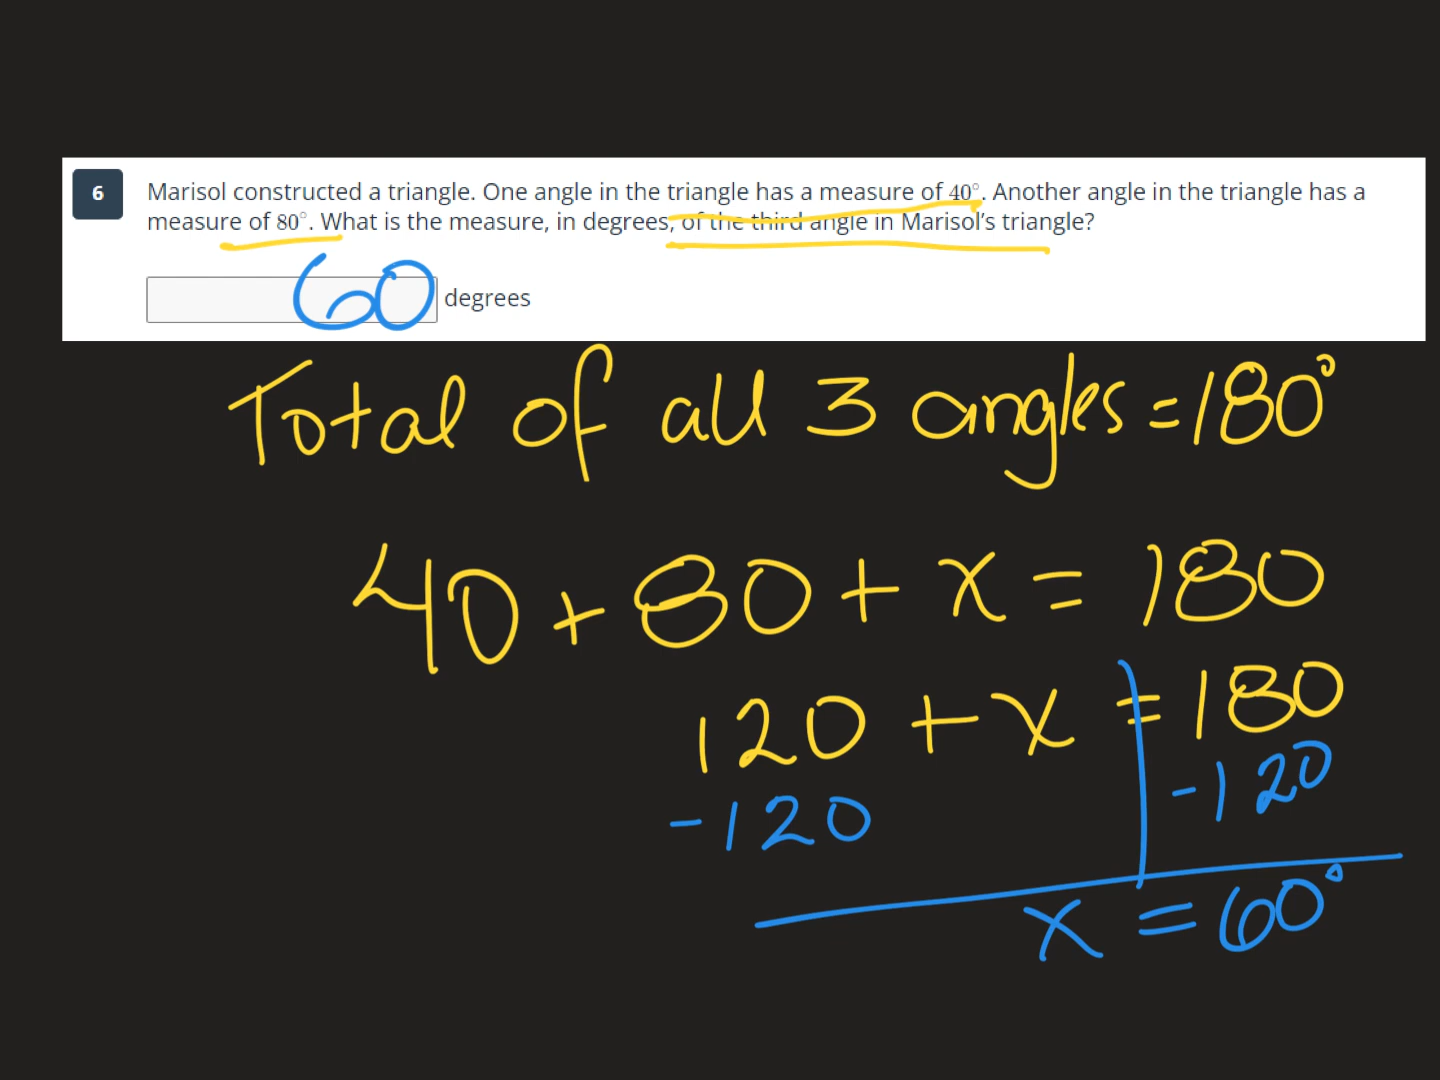 6
Marisol constructed a triangle. One angle in the triangle has a measure of 40°. Another angle in the triangle has a
measure of 80°. What is the measure, in degrees, of the third angle in Marisol’s triangle?
60 degrees
Total of all 3 angles = 180°
40 + 80 + x = 180
120 + x = 180
-120 -120
x = 60°